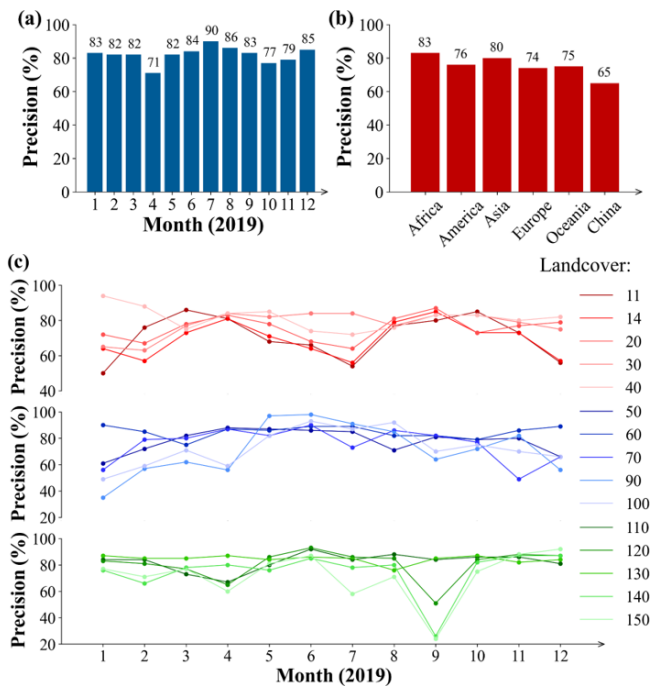 (a)
Precision (%)
100
80
60
40
20
0
83 82 82 71 82 84 90 86 83 77 79 85
1 2 3 4 5 6 7 8 9 10 11 12
Month (2019)
(b)
Precision (%)
100
80
60
40
20
0
83 76 80 74 75 65
Africa America Asia Europe Oceania China
(c)
Precision (%)
100
80
60
40
Precision (%)
100
80
60
40
20
Precision (%)
100
80
60
40
20
1 2 3 4 5 6 7 8 9 10 11 12
Month (2019)
Landcover:
11
14
20
30
40
50
60
70
90
100
110
120
130
140
150